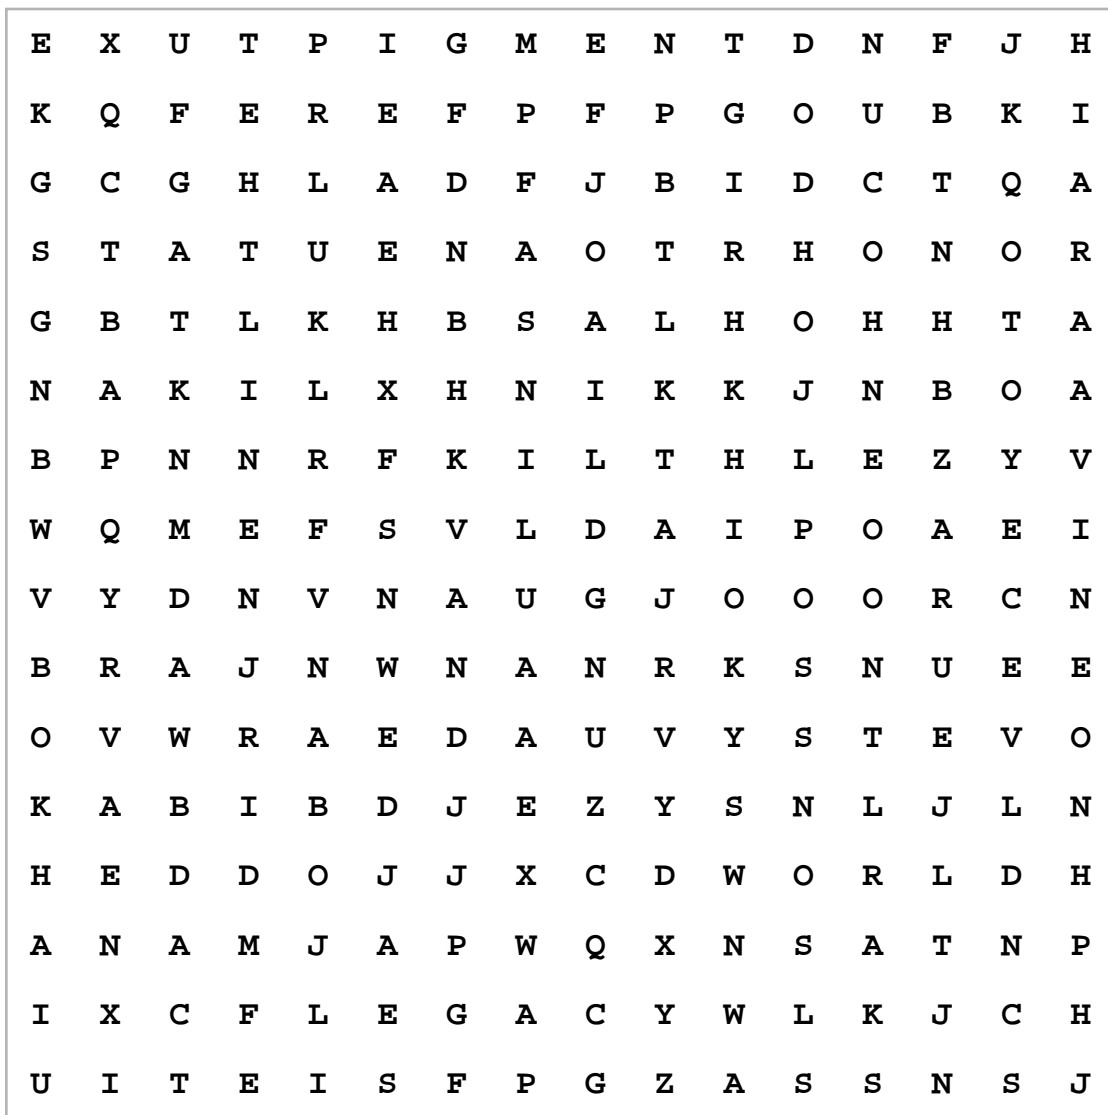 E X U T P I G M E N T D N F J H
K Q F E R E F P F P G O U B K I
G C G H L A D F J B I D C T Q A
S T A T U E N A O T R H O N O R
G B T L K H B S A L H O H H T A
N A K I L X H N I K K J N B O A
B P N N R F K I L T H L E Z Y V
W Q M E F S V L D A I P O A E I
V Y D N V N A U G J O O O R C N
B R A J N W N A N R K S N U E E
O V W R A E D A U V Y S T E V O
K A B I B D J E Z Y S N L J L N
H E D D O J J X C D W O R L D H
A N A M J A P W Q X N S A T N P
I X C F L E G A C Y W L K J C H
U I T E I S F P G Z A S S N S J